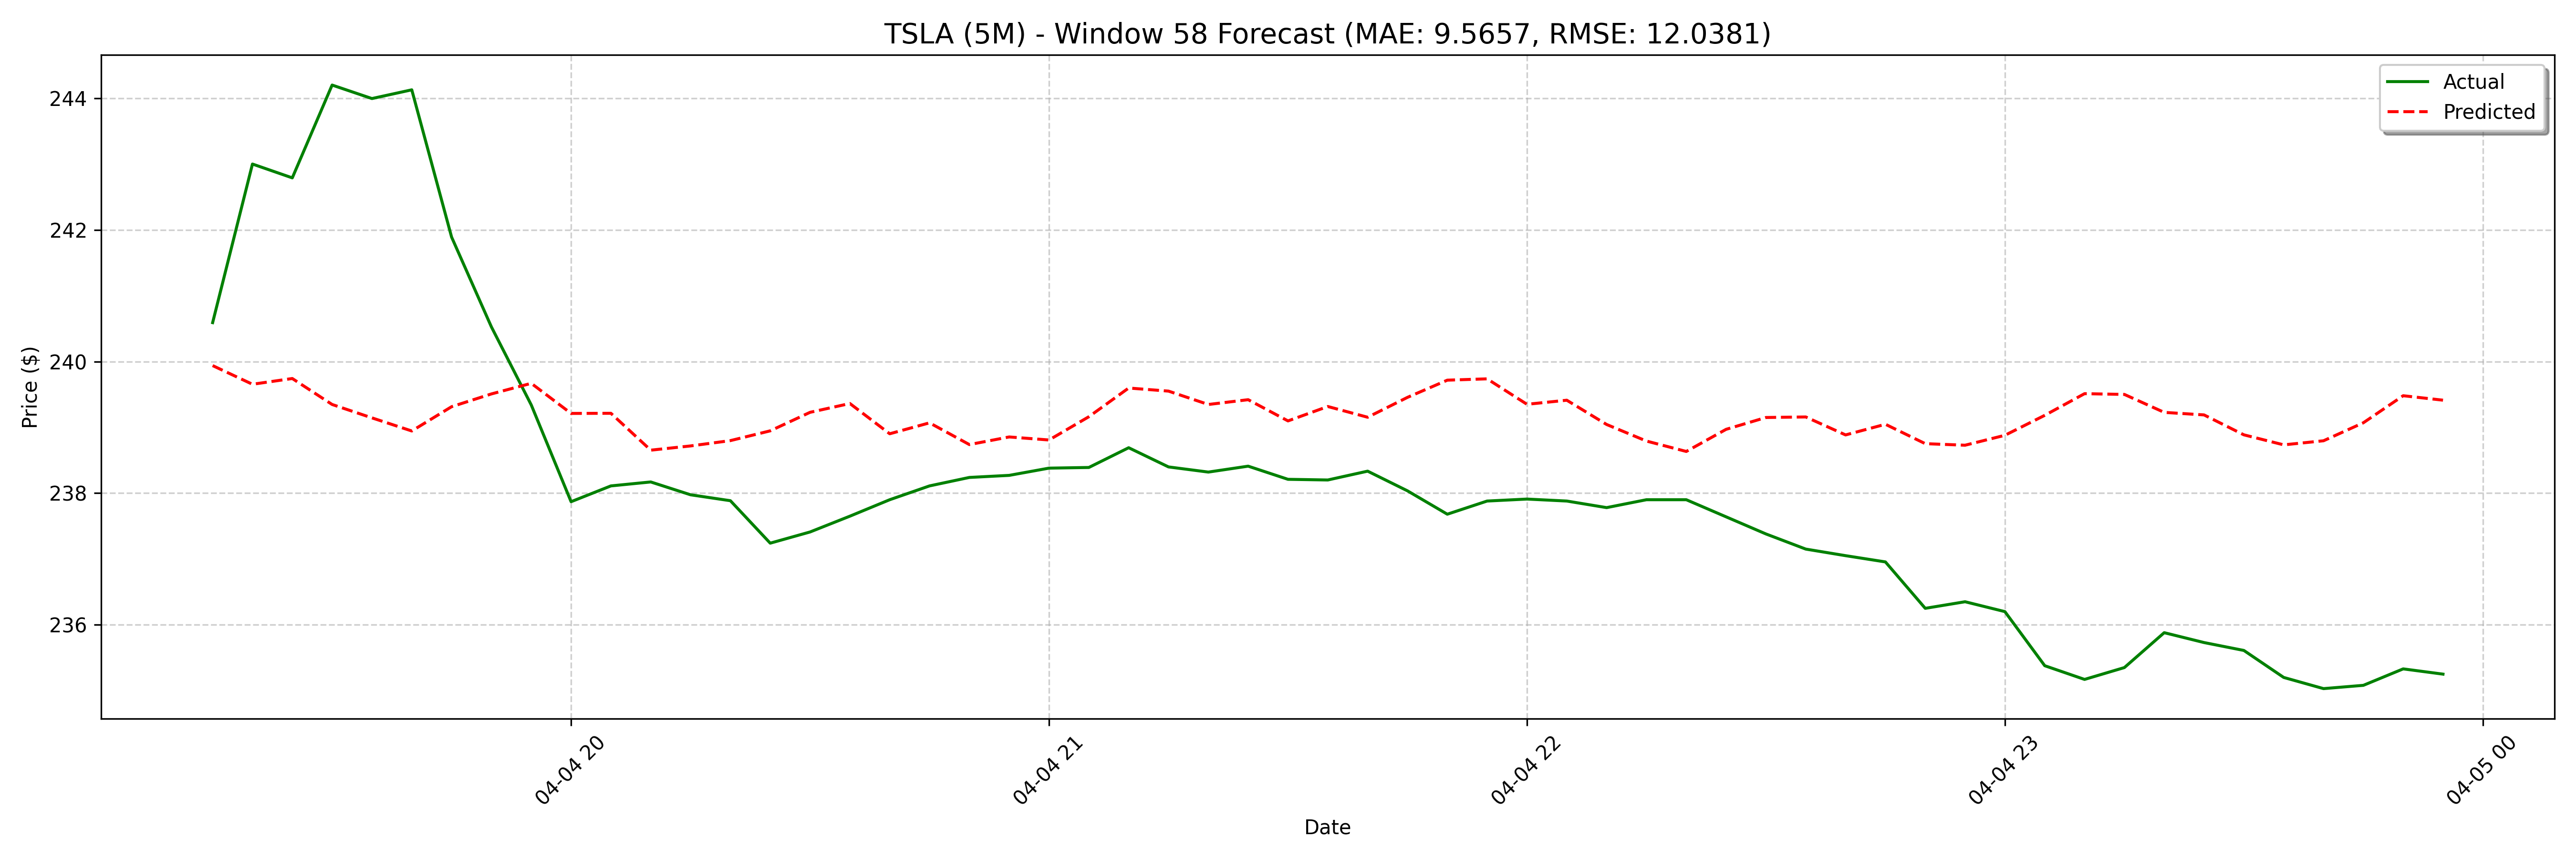 TSLA (5M) - Window 58 Forecast (MAE: 9.5657, RMSE: 12.0381)
Actual
Predicted
244
242
240
238
236
Price ($)
04-04 20
04-04 21
04-04 22
04-04 23
04-05 00
Date